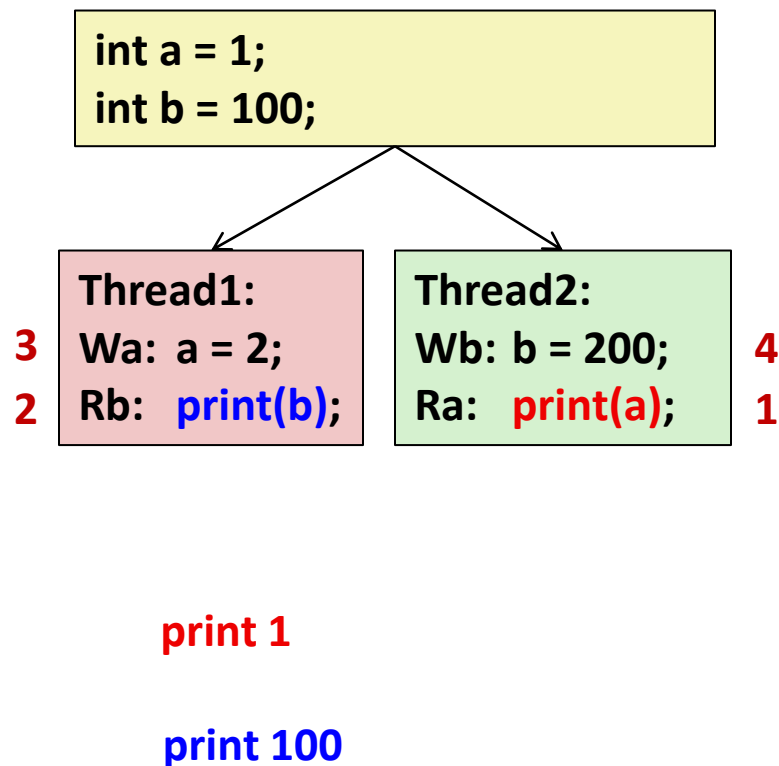 int a = 1;
int b = 100;
Thread1:
3 Wa: a = 2;
2 Rb: print(b);
Thread2:
Wb: b = 200; 4
Ra: print(a); 1
print 1
print 100